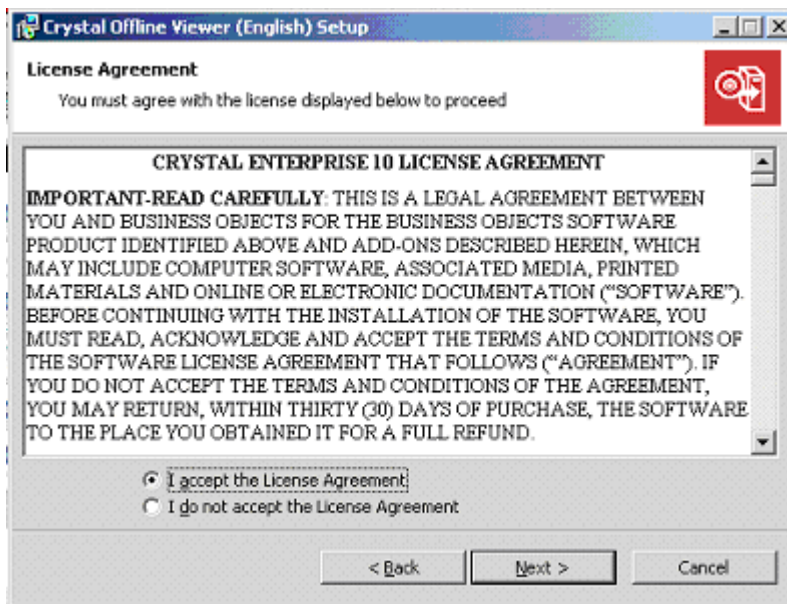 Crystal Offline Viewer (English) Setup
License Agreement
You must agree with the license displayed below to proceed
CRYSTAL ENTERPRISE 10 LICENSE AGREEMENT
IMPORTANT-READ CAREFULLY: THIS IS A LEGAL AGREEMENT BETWEEN
YOU AND BUSINESS OBJECTS FOR THE BUSINESS OBJECTS SOFTWARE
PRODUCT IDENTIFIED ABOVE AND ADD-ONS DESCRIBED HEREIN, WHICH
MAY INCLUDE COMPUTER SOFTWARE, ASSOCIATED MEDIA, PRINTED
MATERIALS AND ONLINE OR ELECTRONIC DOCUMENTATION (“SOFTWARE”).
BEFORE CONTINUING WITH THE INSTALLATION OF THE SOFTWARE, YOU
MUST READ, ACKNOWLEDGE AND ACCEPT THE TERMS AND CONDITIONS OF
THE SOFTWARE LICENSE AGREEMENT THAT FOLLOWS (“AGREEMENT”). IF
YOU DO NOT ACCEPT THE TERMS AND CONDITIONS OF THE AGREEMENT,
YOU MAY RETURN, WITHIN THIRTY (30) DAYS OF PURCHASE, THE SOFTWARE
TO THE PLACE YOU OBTAINED IT FOR A FULL REFUND.
I accept the License Agreement
I do not accept the License Agreement
< Back
Next >
Cancel